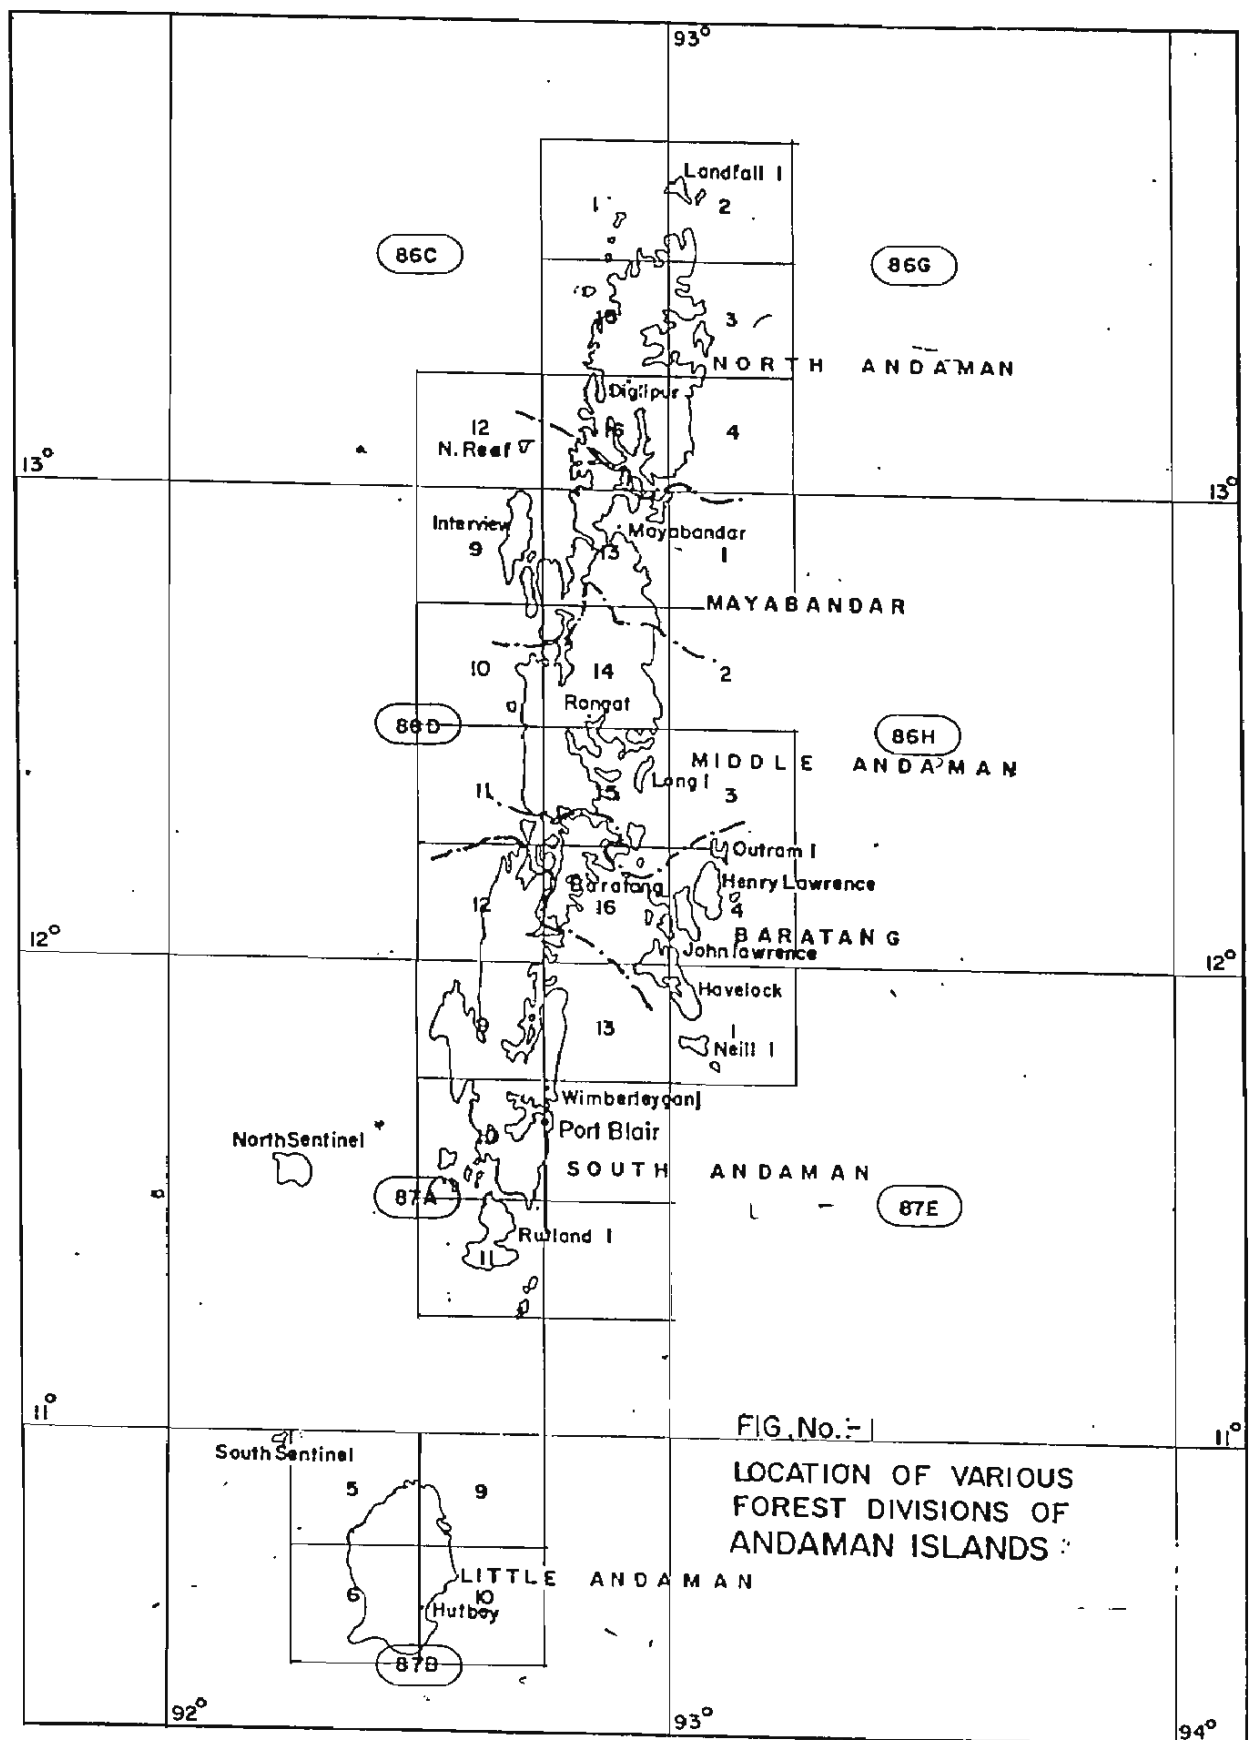 93°
Landfall I
1
2
86C
86G
15
3
NORTH ANDAMAN
Diglipur
12
16
4
N. Reef
13°
13°
Interview
Mayabandar
9
13
1
MAYABANDAR
10
14
2
Rangat
86D
86H
MIDDLE ANDAMAN
Long I
11
15
3
Outram I
Baratang
Henry Lawrence
12
16
4
BARATANG
12°
John lawrence
12°
Havelock
9
13
1
Neill I
Wimberleyganj
10
Port Blair
North Sentinel
SOUTH ANDAMAN
87A
87E
Rutland I
11
11°
FIG. No.:- 1
11°
South Sentinel
LOCATION OF VARIOUS
5
9
FOREST DIVISIONS OF
ANDAMAN ISLANDS
LITTLE ANDAMAN
6
10
Hutbay
87B
92°
93°
94°